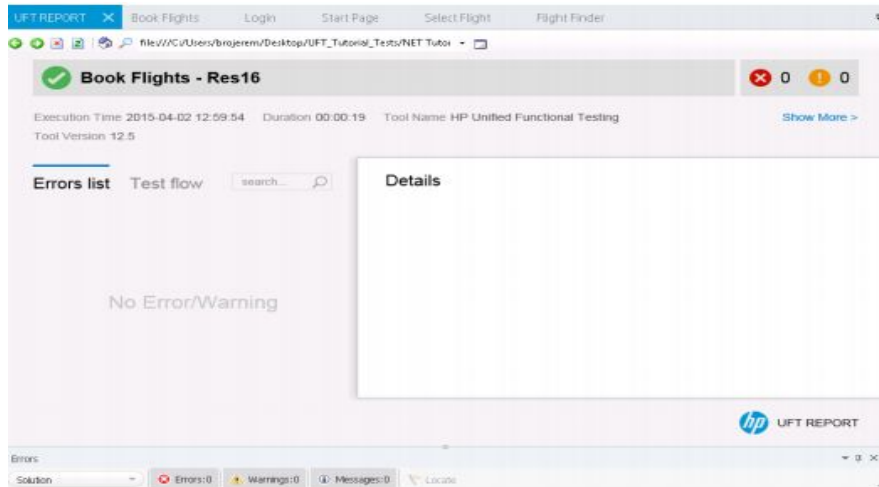 UFT REPORT Book Flights Login Start Page Select Flight Flight Finder
file:///C:/Users/brojerem/Desktop/UFT_Tutorial_Tests/NET Tutor
Book Flights - Res16 0 0
Execution Time 2015-04-02 12:59:54 Duration 00:00:19 Tool Name HP Unified Functional Testing Show More >
Tool Version 12.5
Errors list Test flow search... Details
No Error/Warning
hp UFT REPORT
Errors
Solution Errors:0 Warnings:0 Messages:0 Locate